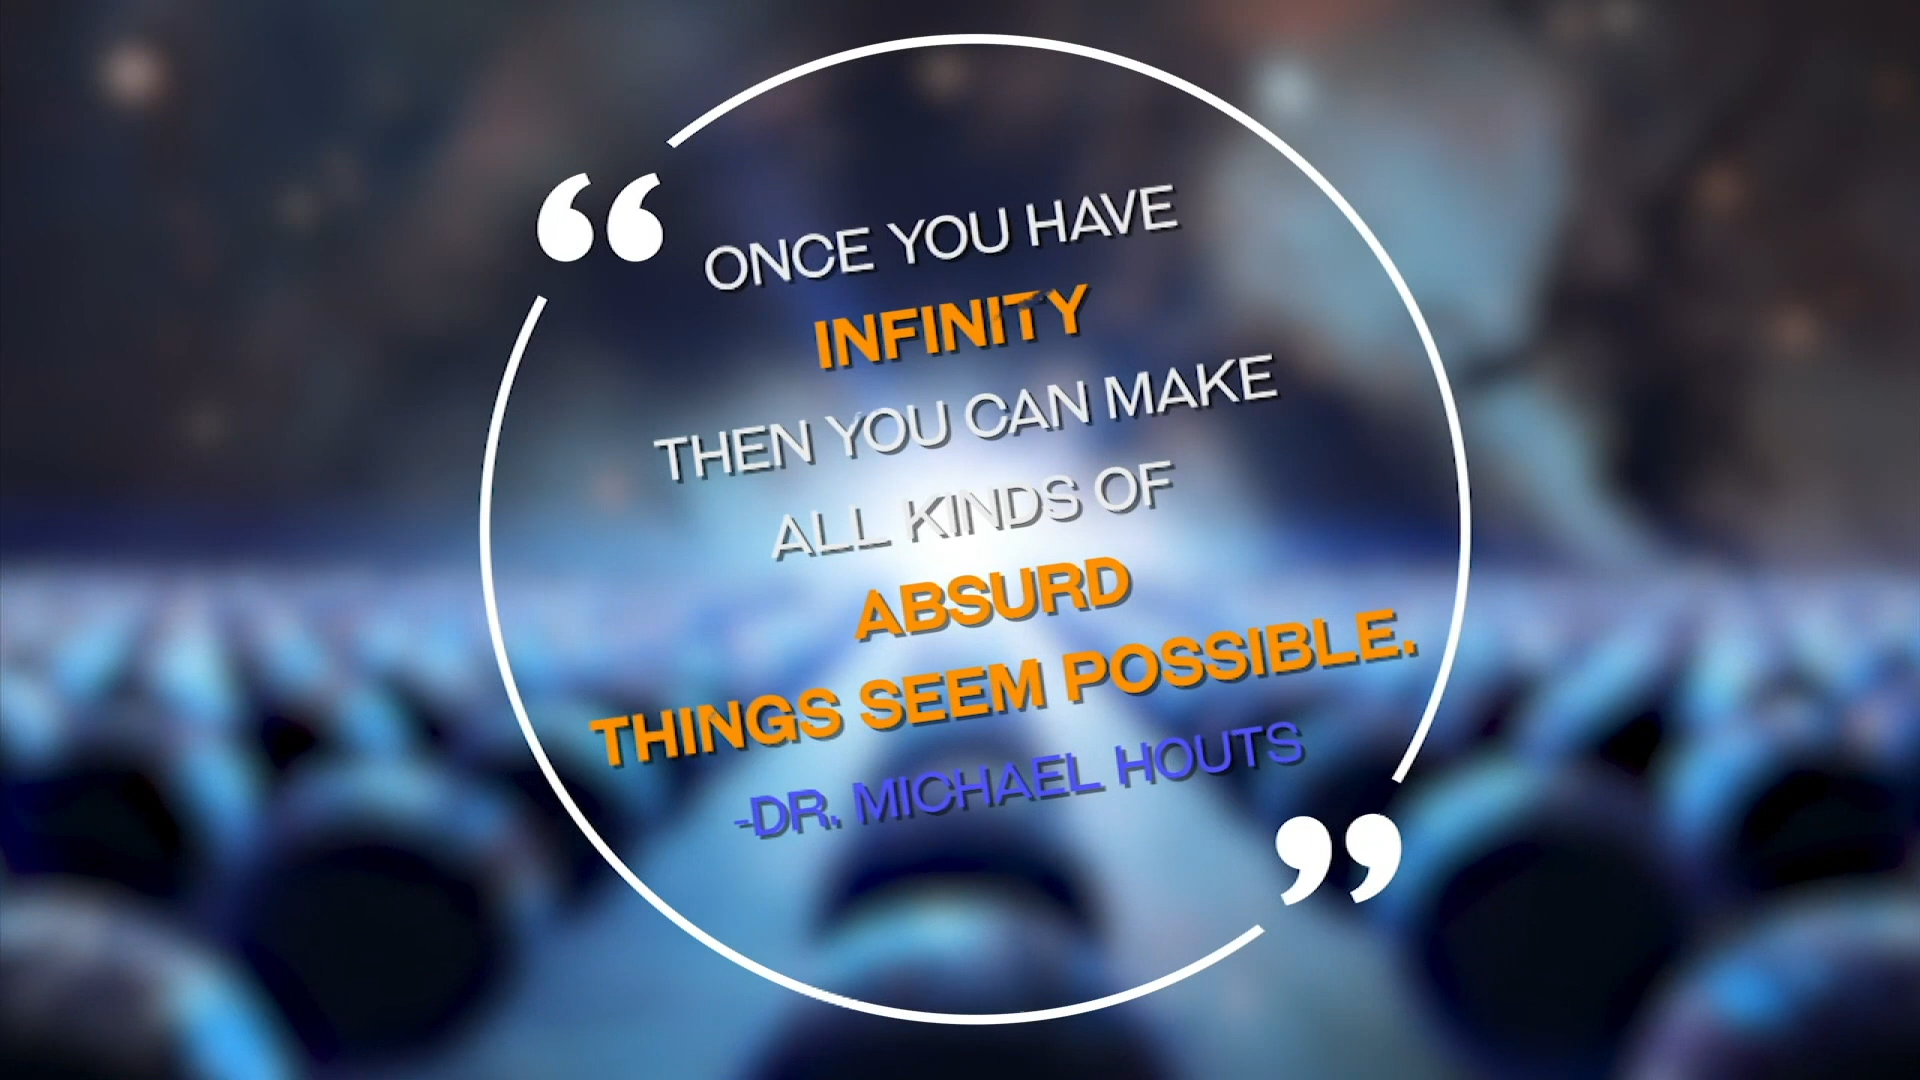 “ ONCE YOU HAVE
INFINITY
THEN YOU CAN MAKE
ALL KINDS OF
ABSURD
THINGS SEEM POSSIBLE.
-DR. MICHAEL HOUTS ”